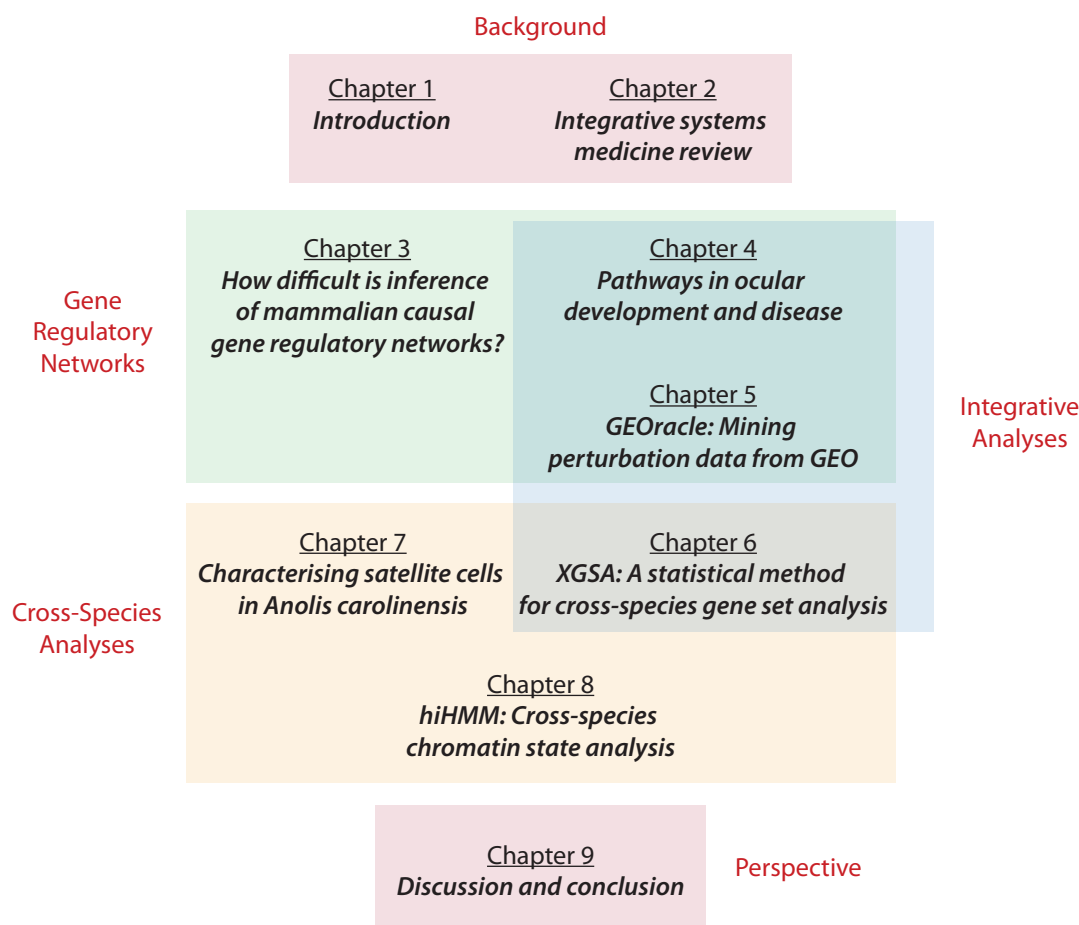 Background
Chapter 1
Introduction
Chapter 2
Integrative systems
medicine review
Gene
Regulatory
Networks
Chapter 3
How difficult is inference
of mammalian causal
gene regulatory networks?
Chapter 4
Pathways in ocular
development and disease
Chapter 5
GEOracle: Mining
perturbation data from GEO
Integrative
Analyses
Cross-Species
Analyses
Chapter 7
Characterising satellite cells
in Anolis carolinensis
Chapter 6
XGSA: A statistical method
for cross-species gene set analysis
Chapter 8
hiHMM: Cross-species
chromatin state analysis
Chapter 9
Discussion and conclusion
Perspective